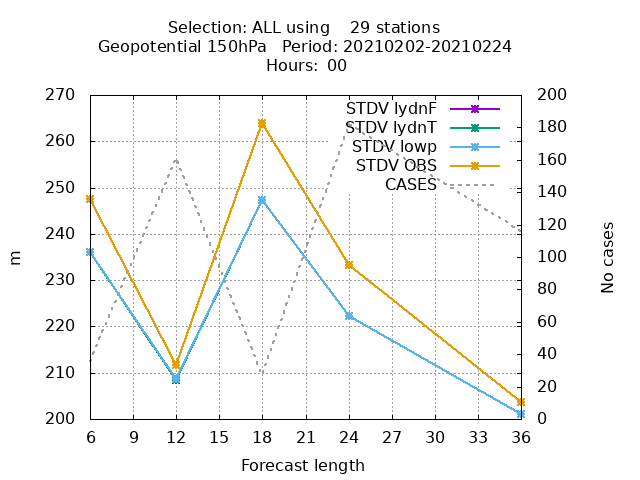 Selection: ALL using 29 stations
Geopotential 150hPa Period: 20210202-20210224
Hours: 00
270
260
250
240
230
220
210
200
m
200
180
160
140
120
100
80
60
40
20
0
No cases
STDV IydnF
STDV IydnT
STDV lowp
STDV OBS
CASES
6 9 12 15 18 21 24 27 30 33 36
Forecast length